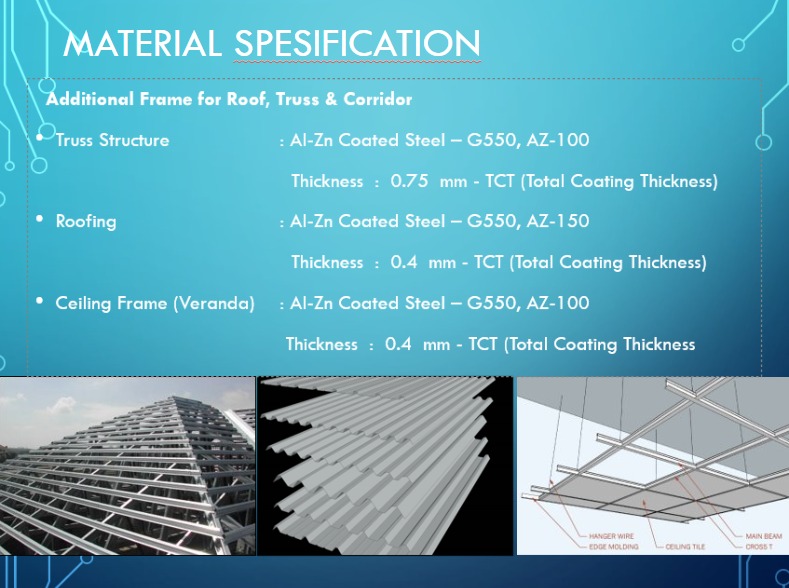 MATERIAL SPESIFICATION
Additional Frame for Roof, Truss & Corridor
• Truss Structure : Al-Zn Coated Steel – G550, AZ-100
Thickness : 0.75 mm - TCT (Total Coating Thickness)
• Roofing : Al-Zn Coated Steel – G550, AZ-150
Thickness : 0.4 mm - TCT (Total Coating Thickness)
• Ceiling Frame (Veranda) : Al-Zn Coated Steel – G550, AZ-100
Thickness : 0.4 mm - TCT (Total Coating Thickness
HANGER WIRE MAIN BEAM
EDGE MOLDING CEILING TILE CROSS T